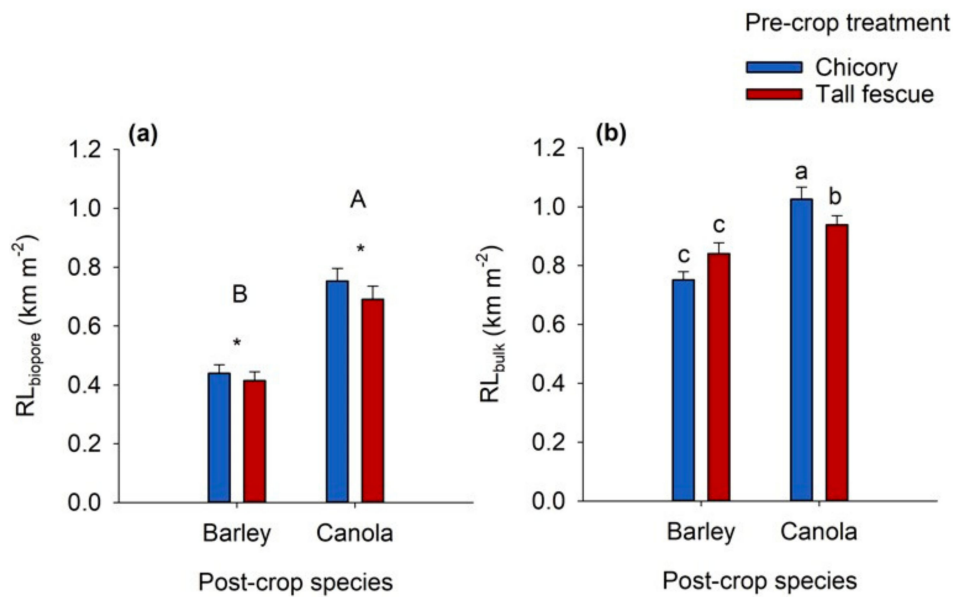 Pre-crop treatment
Chicory
Tall fescue
(a)
1.2
1.0
0.8
0.6
0.4
0.2
0.0
RL_biopore (km m⁻²)
B
*
A
*
Barley Canola
Post-crop species
(b)
1.2
1.0
0.8
0.6
0.4
0.2
0.0
RL_bulk (km m⁻²)
c c
a b
Barley Canola
Post-crop species